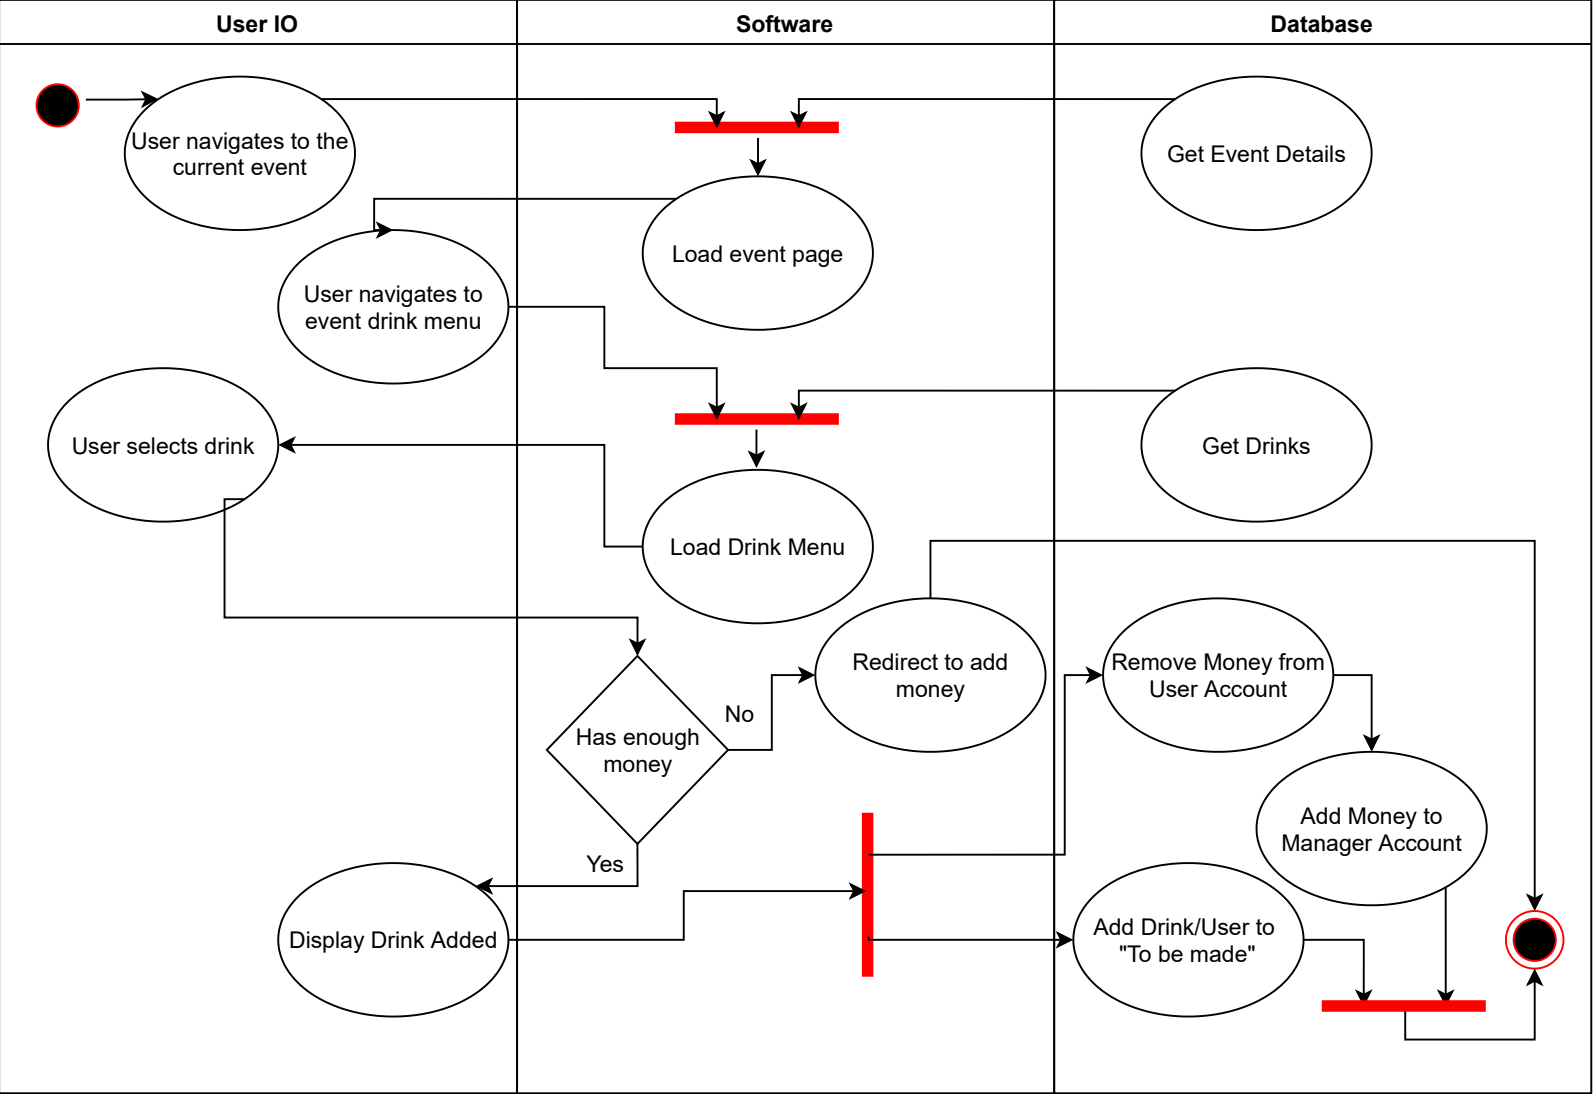 User IO
Software
Database
User navigates to the
current event
Get Event Details
Load event page
User navigates to
event drink menu
User selects drink
Get Drinks
Load Drink Menu
Redirect to add
money
Remove Money from
User Account
No
Has enough
money
Add Money to
Manager Account
Yes
Display Drink Added
Add Drink/User to
"To be made"